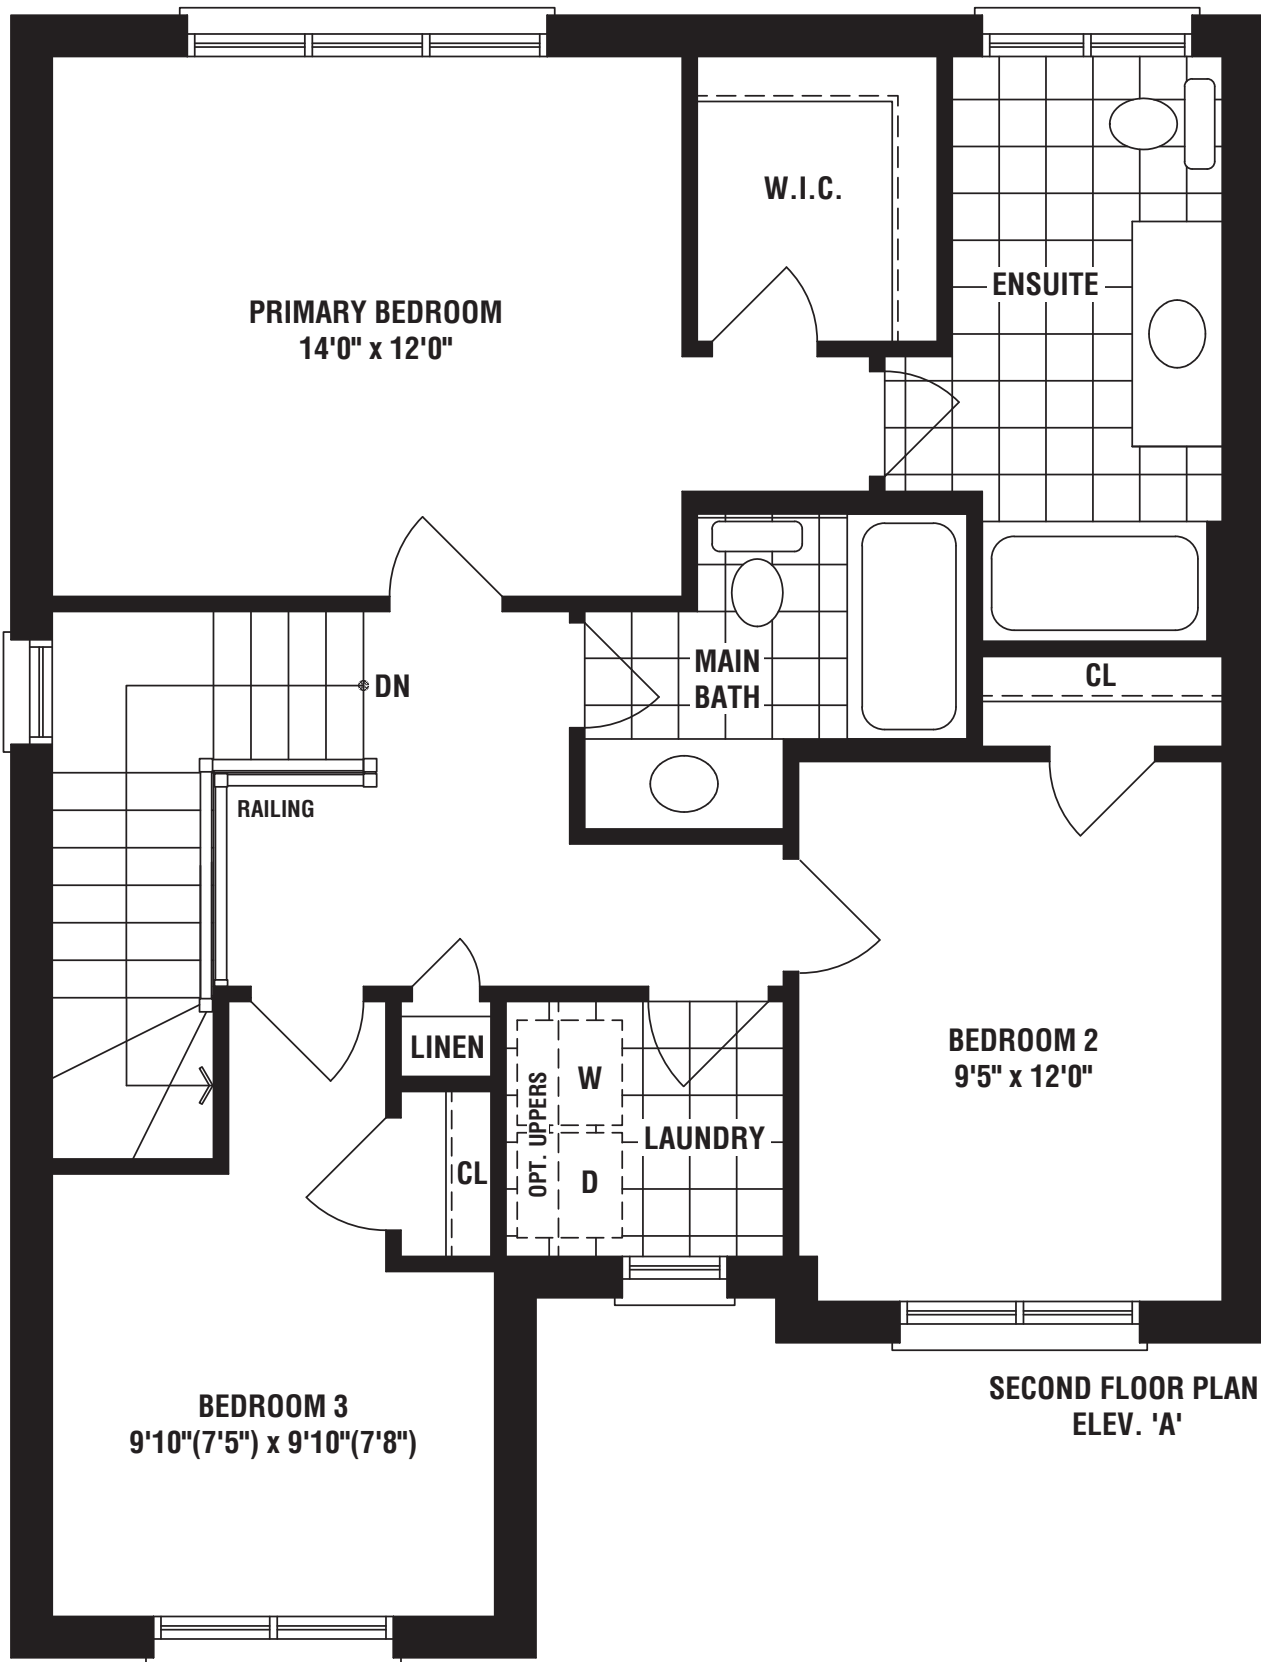 W.I.C.
ENSUITE
PRIMARY BEDROOM
14'0" x 12'0"
MAIN
BATH
CL
DN
RAILING
LINEN
BEDROOM 2
9'5" x 12'0"
W
OPT. UPPERS
LAUNDRY
CL
D
SECOND FLOOR PLAN
ELEV. 'A'
BEDROOM 3
9'10"(7'5") x 9'10"(7'8")